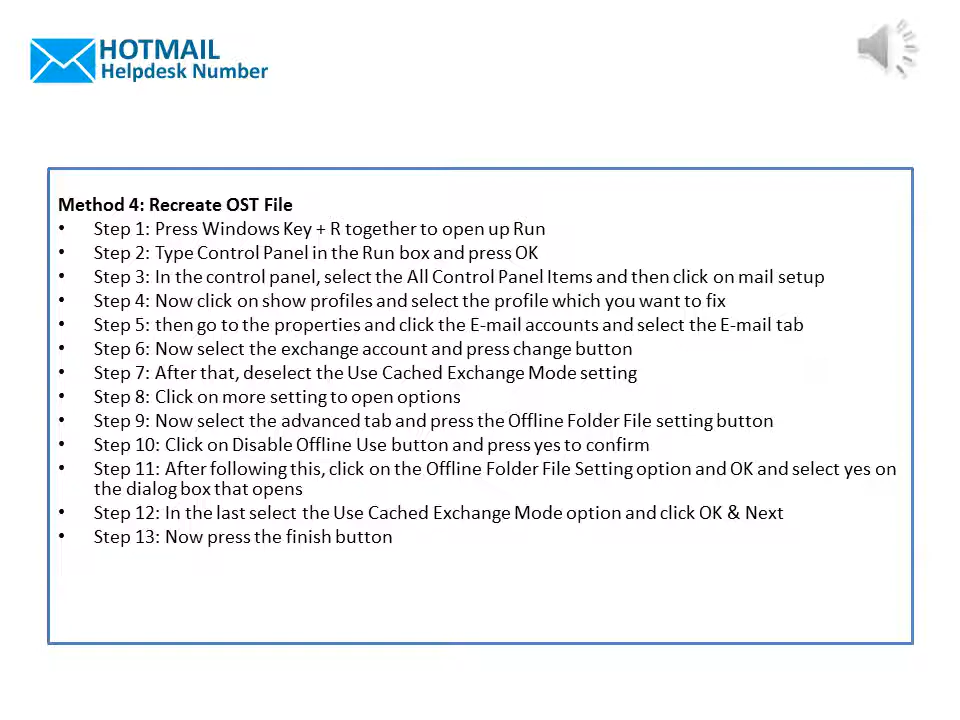 HOTMAIL
Helpdesk Number
Method 4: Recreate OST File
• Step 1: Press Windows Key + R together to open up Run
• Step 2: Type Control Panel in the Run box and press OK
• Step 3: In the control panel, select the All Control Panel Items and then click on mail setup
• Step 4: Now click on show profiles and select the profile which you want to fix
• Step 5: then go to the properties and click the E-mail accounts and select the E-mail tab
• Step 6: Now select the exchange account and press change button
• Step 7: After that, deselect the Use Cached Exchange Mode setting
• Step 8: Click on more setting to open options
• Step 9: Now select the advanced tab and press the Offline Folder File setting button
• Step 10: Click on Disable Offline Use button and press yes to confirm
• Step 11: After following this, click on the Offline Folder File Setting option and OK and select yes on
the dialog box that opens
• Step 12: In the last select the Use Cached Exchange Mode option and click OK & Next
• Step 13: Now press the finish button